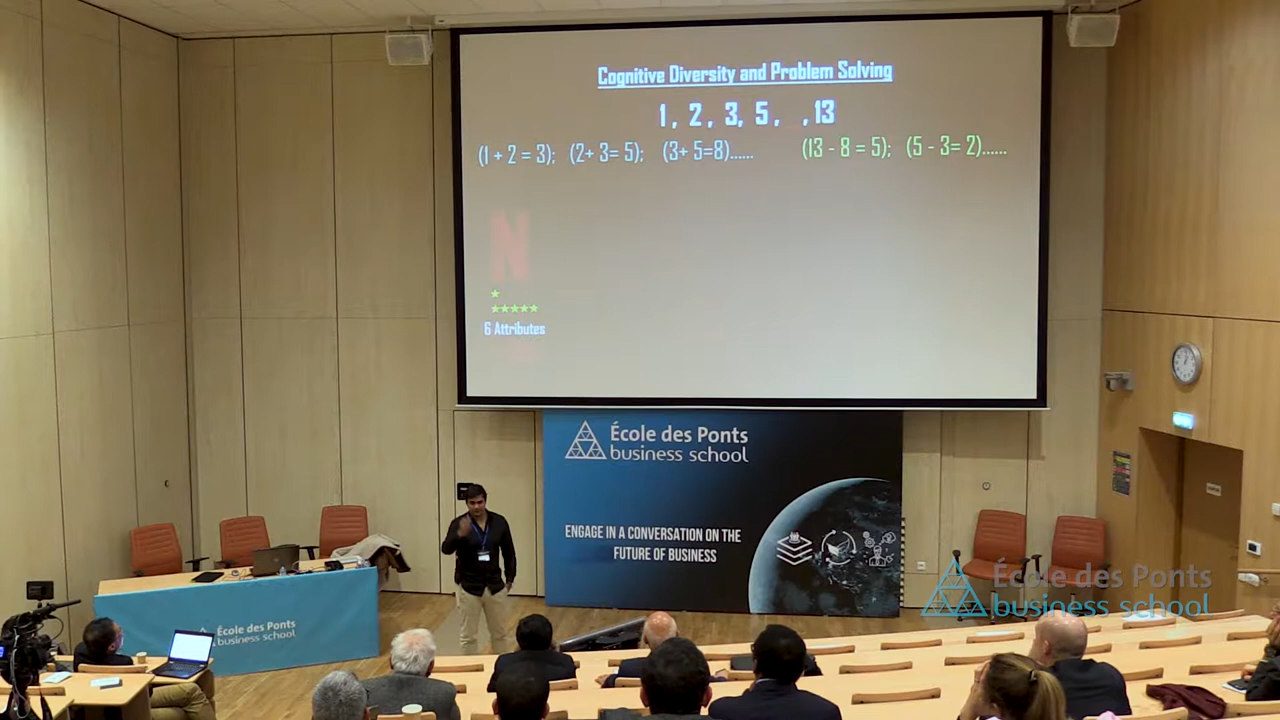 Cognitive Diversity and Problem Solving
1 , 2 , 3, 5 , , 13
(1 + 2 = 3); (2+ 3= 5); (3+ 5=8)...... (13 - 8 = 5); (5 - 3= 2)......
N
6 Attributes
École des Ponts
business school
ENGAGE IN A CONVERSATION ON THE
FUTURE OF BUSINESS
École des Ponts
business school
École des Ponts
business school